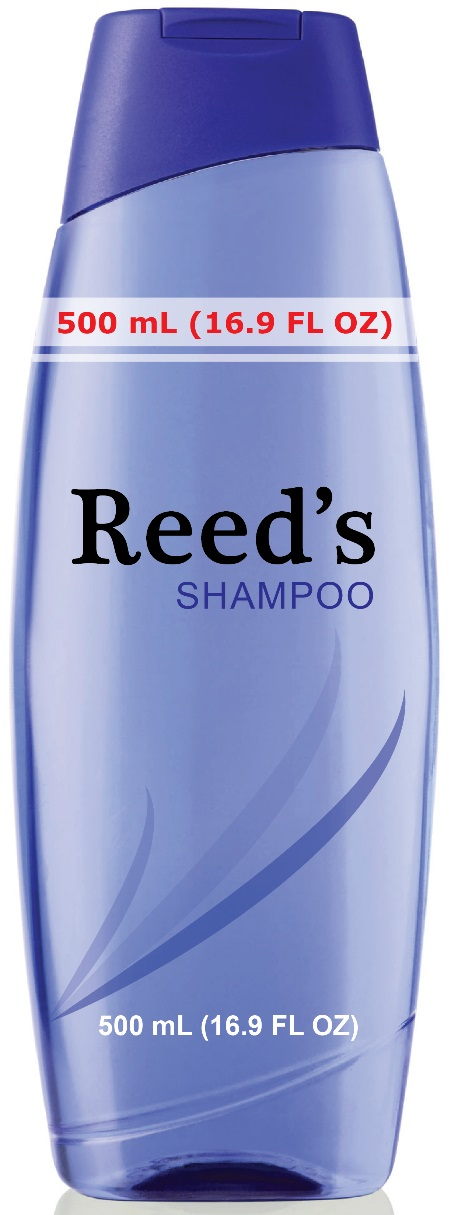 500 mL (16.9 FL OZ)
Reed’s
SHAMPOO
500 mL (16.9 FL OZ)